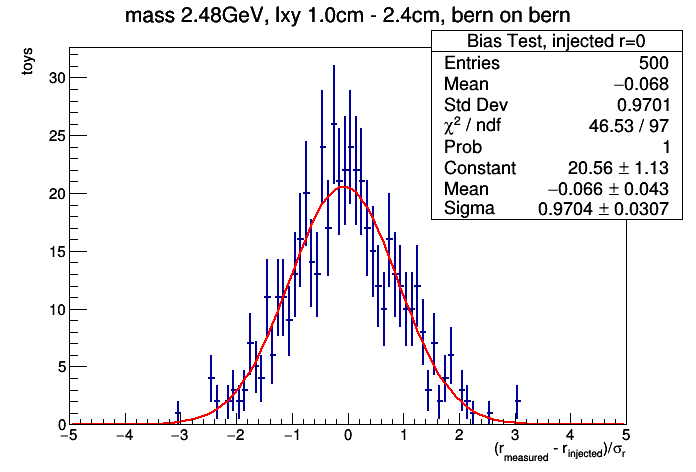 mass 2.48GeV, lxy 1.0cm - 2.4cm, bern on bern
Bias Test, injected r=0
Entries 500
Mean −0.068
Std Dev 0.9701
χ² / ndf 46.53 / 97
Prob 1
Constant 20.56 ± 1.13
Mean −0.066 ± 0.043
Sigma 0.9704 ± 0.0307
toys
30
25
20
15
10
5
0
−5 −4 −3 −2 −1 0 1 2 3 4 5
(r_measured - r_injected)/σ_r